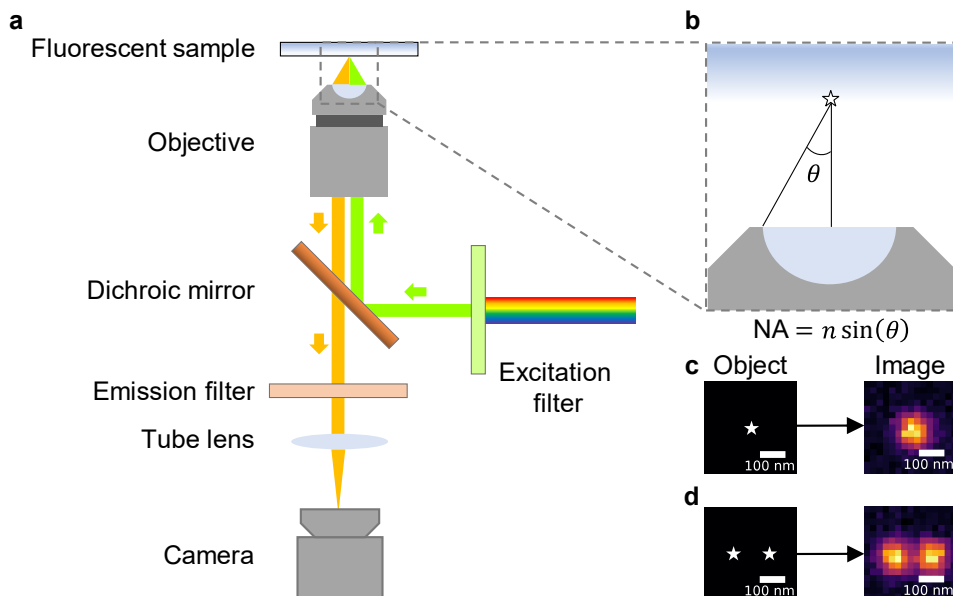 a
Fluorescent sample
Objective
Dichroic mirror
Excitation
filter
Emission filter
Tube lens
Camera
b
θ
NA = n sin(θ)
c
Object
Image
100 nm
100 nm
d
100 nm
100 nm